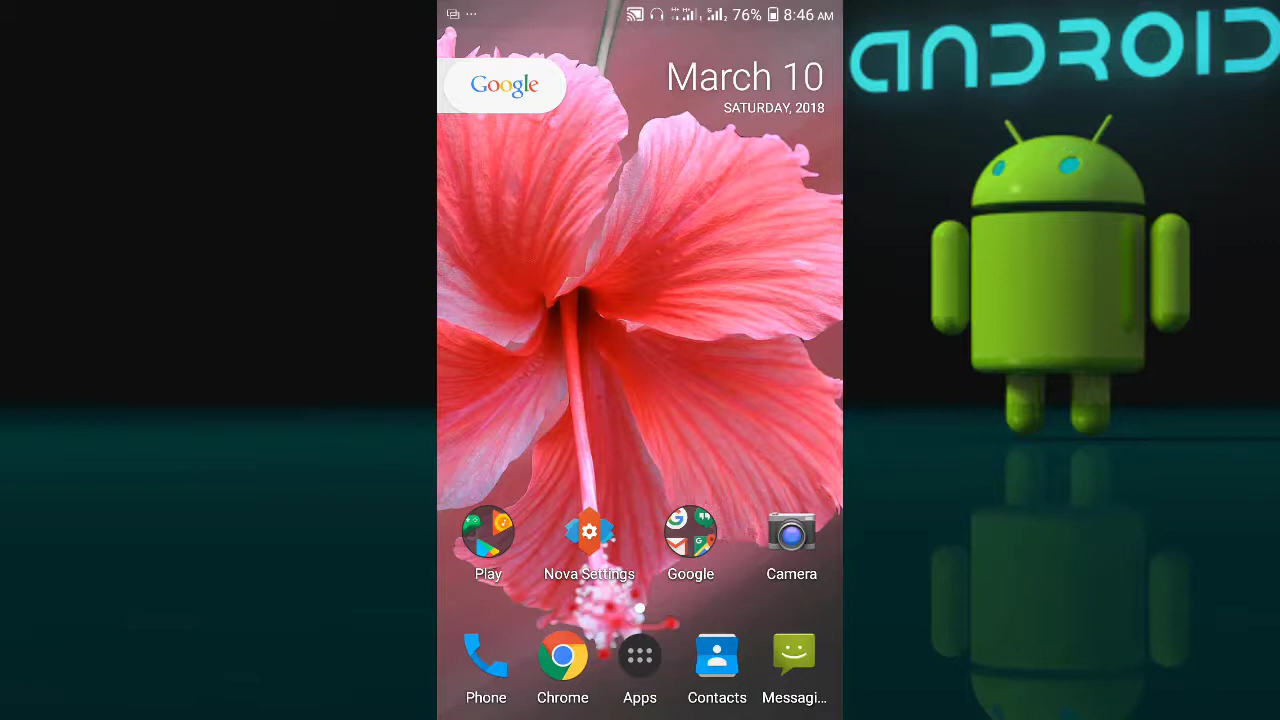 76% 8:46 AM
Google
March 10
SATURDAY, 2018
ANDROID
Play
Nova Settings
Google
Camera
Phone
Chrome
Apps
Contacts
Messagi...